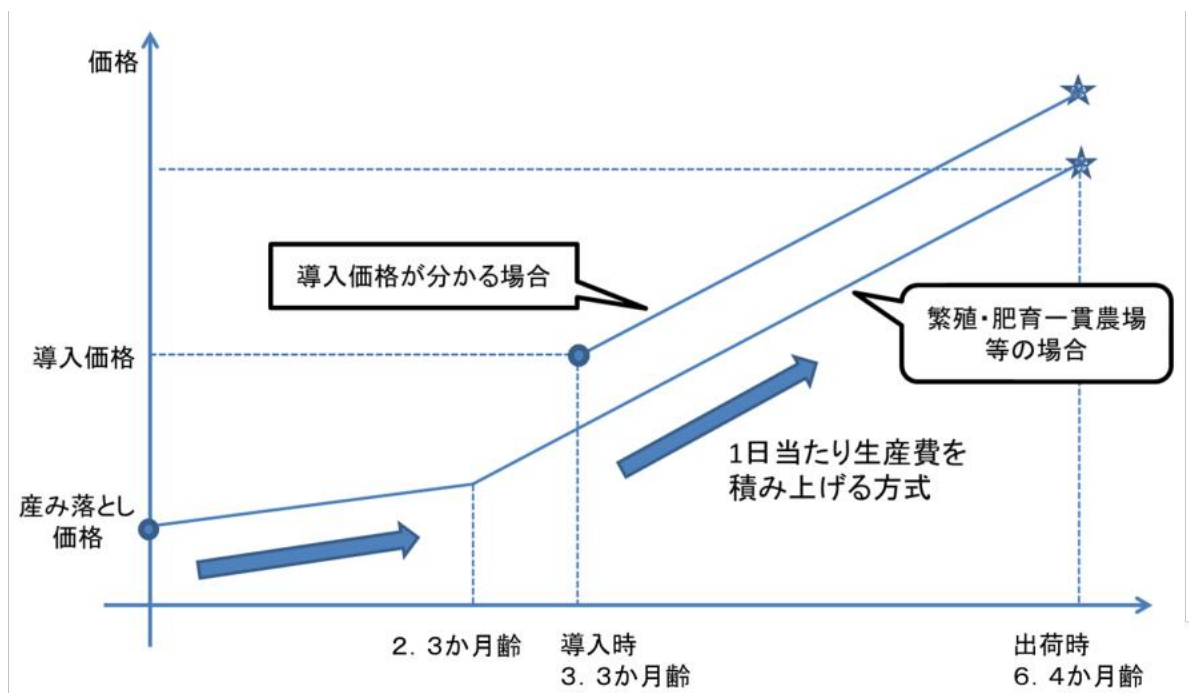 価格
導入価格が分かる場合
繁殖・肥育一貫農場
等の場合
導入価格
1日当たり生産費を
積み上げる方式
産み落とし
価格
2．3か月齢
導入時
3．3か月齢
出荷時
6．4か月齢